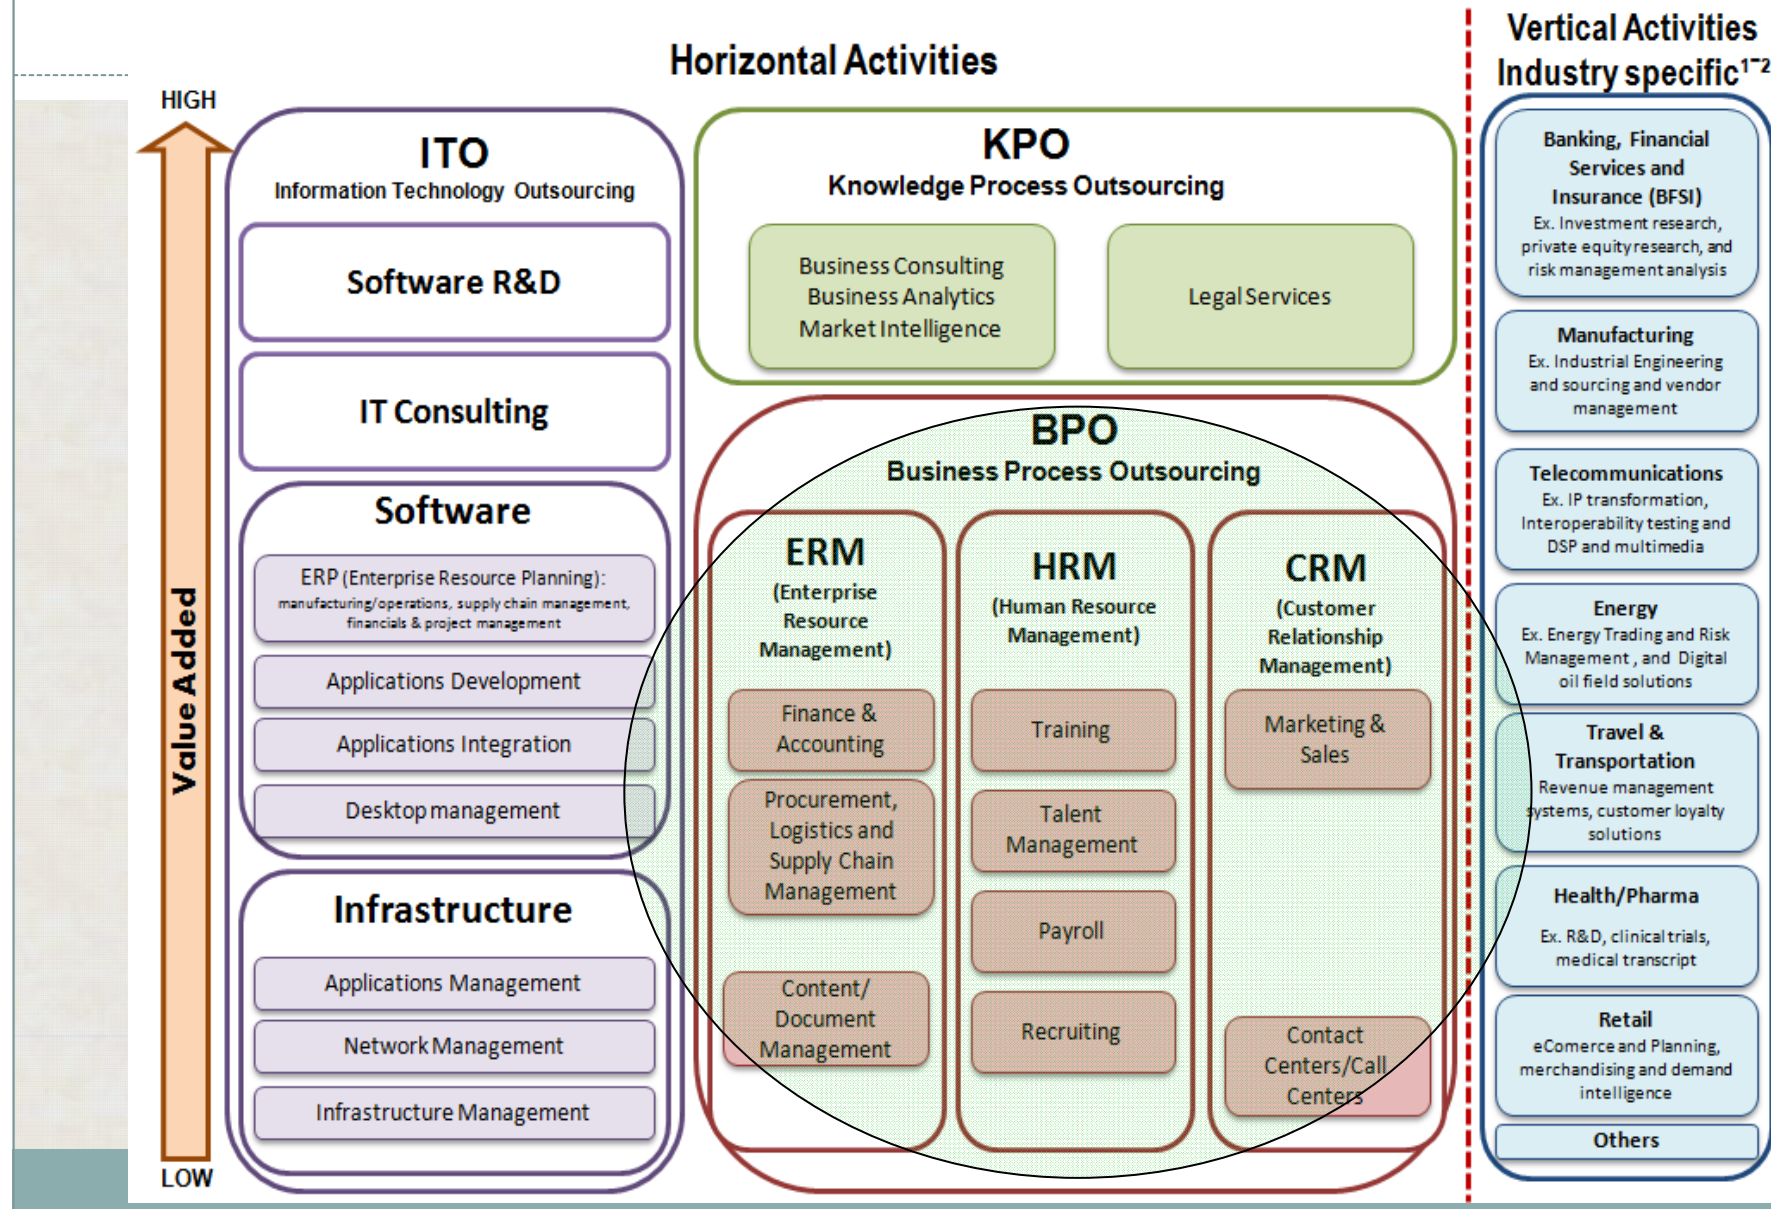 Horizontal Activities
Vertical Activities
Industry specific¹⁻²
HIGH
Value Added
LOW
ITO
Information Technology Outsourcing
Software R&D
IT Consulting
Software
ERP (Enterprise Resource Planning):
manufacturing/operations, supply chain management,
financials & project management
Applications Development
Applications Integration
Desktop management
Infrastructure
Applications Management
Network Management
Infrastructure Management
KPO
Knowledge Process Outsourcing
Business Consulting
Business Analytics
Market Intelligence
Legal Services
BPO
Business Process Outsourcing
ERM
(Enterprise
Resource
Management)
Finance &
Accounting
Procurement,
Logistics and
Supply Chain
Management
Content/
Document
Management
HRM
(Human Resource
Management)
Training
Talent
Management
Payroll
Recruiting
CRM
(Customer
Relationship
Management)
Marketing &
Sales
Contact
Centers/Call
Centers
Banking, Financial
Services and
Insurance (BFSI)
Ex. Investment research,
private equity research, and
risk management analysis
Manufacturing
Ex. Industrial Engineering
and sourcing and vendor
management
Telecommunications
Ex. IP transformation,
Interoperability testing and
DSP and multimedia
Energy
Ex. Energy Trading and Risk
Management , and Digital
oil field solutions
Travel &
Transportation
Revenue management
systems, customer loyalty
solutions
Health/Pharma
Ex. R&D, clinical trials,
medical transcript
Retail
eComerce and Planning,
merchandising and demand
intelligence
Others